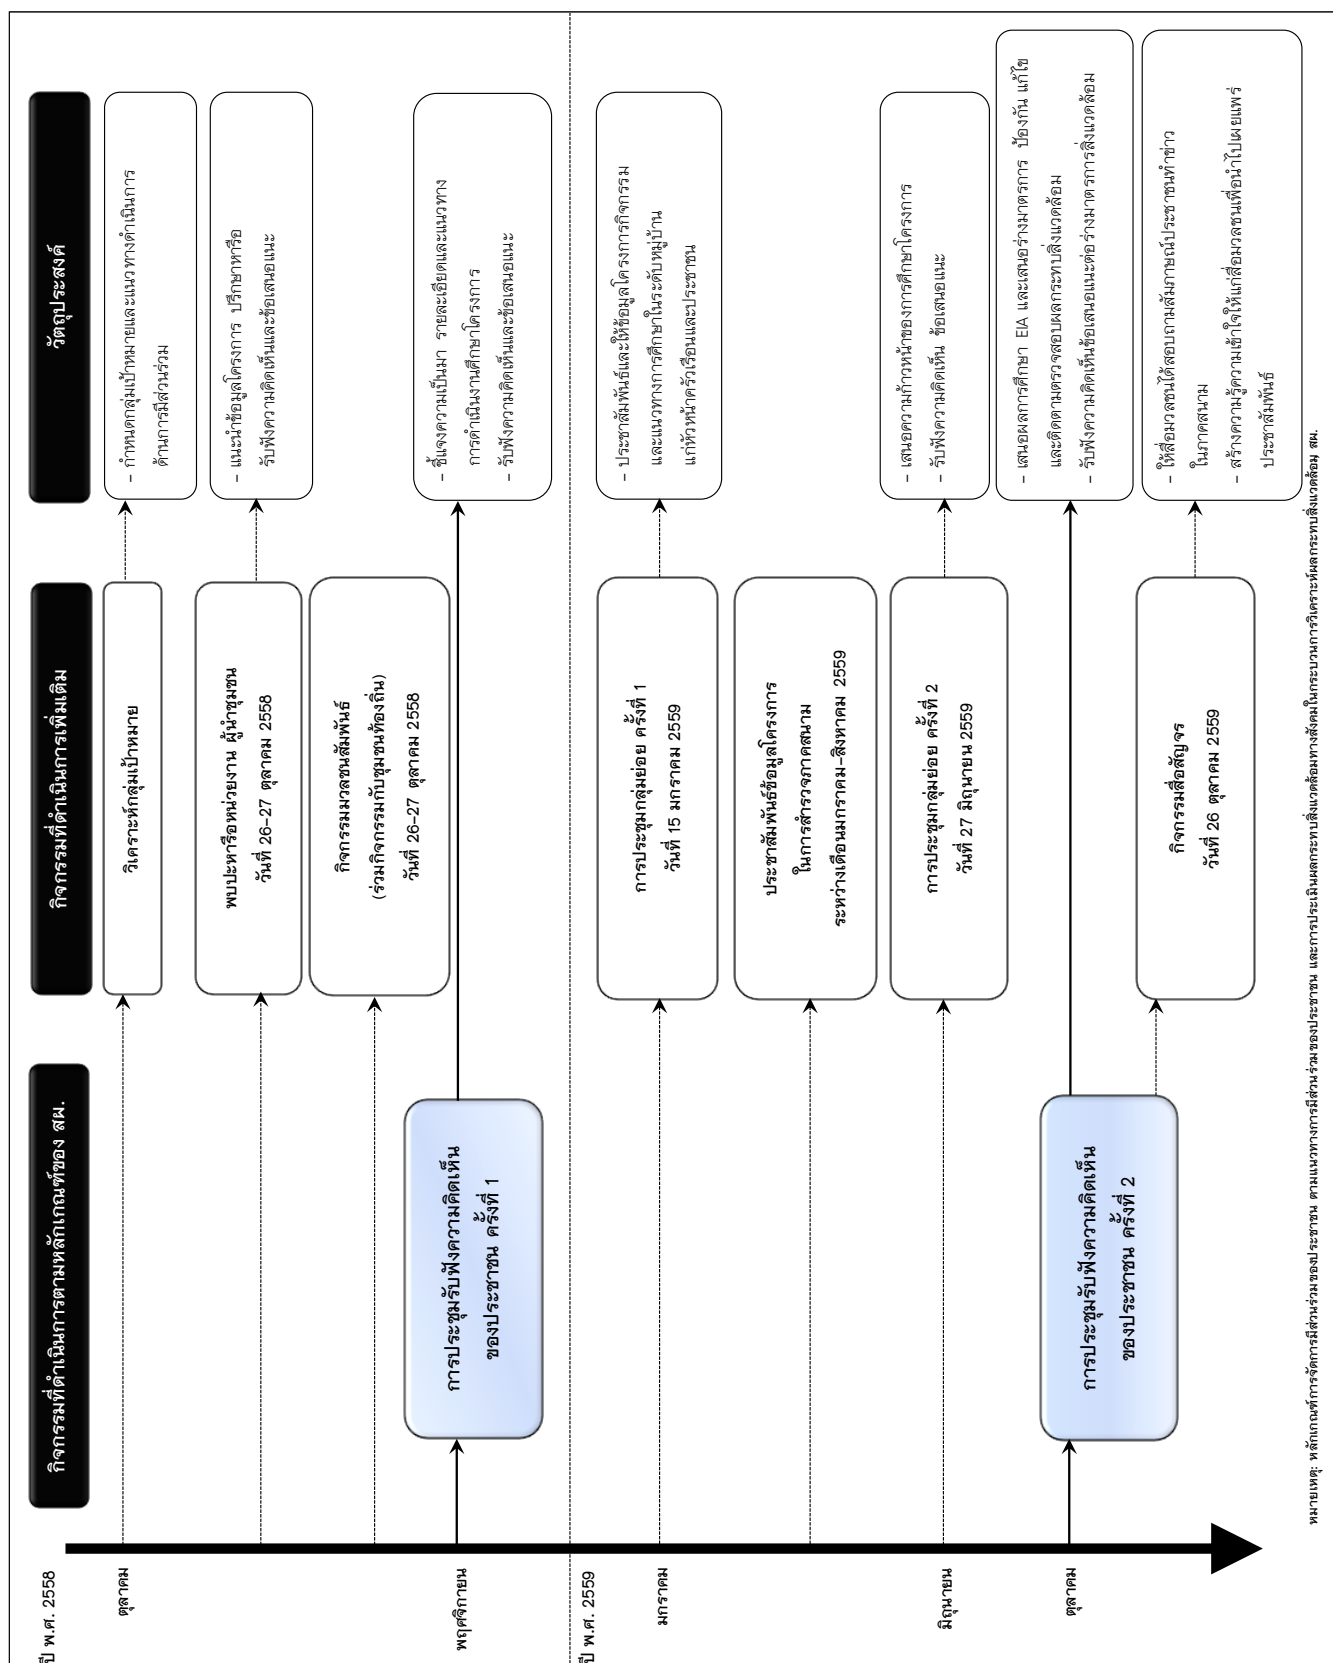 กิจกรรมที่ดำเนินการตามหลักเกณฑ์ของ สผ.
กิจกรรมที่ดำเนินการเพิ่มเติม
วัตถุประสงค์
ปี พ.ศ. 2558
ตุลาคม
วิเคราะห์กลุ่มเป้าหมาย
- กำหนดกลุ่มเป้าหมายและแนวทางดำเนินการ
ด้านการมีส่วนร่วม
พบปะหารือหน่วยงาน ผู้นำชุมชน
วันที่ 26-27 ตุลาคม 2558
- แนะนำข้อมูลโครงการ ปรึกษาหารือ
รับฟังความคิดเห็นและข้อเสนอแนะ
กิจกรรมมวลชนสัมพันธ์
(ร่วมกิจกรรมกับชุมชนท้องถิ่น)
วันที่ 26-27 ตุลาคม 2558
พฤศจิกายน
การประชุมรับฟังความคิดเห็น
ของประชาชน ครั้งที่ 1
- ชี้แจงความเป็นมา รายละเอียดและแนวทาง
การดำเนินงานศึกษาโครงการ
- รับฟังความคิดเห็นและข้อเสนอแนะ
ปี พ.ศ. 2559
มกราคม
การประชุมกลุ่มย่อย ครั้งที่ 1
วันที่ 15 มกราคม 2559
- ประชาสัมพันธ์และให้ข้อมูลโครงการกิจกรรม
และแนวทางการศึกษาในระดับหมู่บ้าน
แก่หัวหน้าครัวเรือนและประชาชน
ประชาสัมพันธ์ข้อมูลโครงการ
ในการสำรวจภาคสนาม
ระหว่างเดือนมกราคม-สิงหาคม 2559
มิถุนายน
การประชุมกลุ่มย่อย ครั้งที่ 2
วันที่ 27 มิถุนายน 2559
- เสนอความก้าวหน้าของการศึกษาโครงการ
- รับฟังความคิดเห็น ข้อเสนอแนะ
ตุลาคม
การประชุมรับฟังความคิดเห็น
ของประชาชน ครั้งที่ 2
- เสนอผลการศึกษา EIA และเสนอร่างมาตรการ ป้องกัน แก้ไข
และติดตามตรวจสอบผลกระทบสิ่งแวดล้อม
- รับฟังความคิดเห็นข้อเสนอแนะต่อร่างมาตรการสิ่งแวดล้อม
กิจกรรมสื่อสัญจร
วันที่ 26 ตุลาคม 2559
- ให้สื่อมวลชนได้สอบถามสัมภาษณ์ประชาชนทำข่าว
ในภาคสนาม
- สร้างความรู้ความเข้าใจให้แก่สื่อมวลชนเพื่อนำไปเผยแพร่
ประชาสัมพันธ์
หมายเหตุ: หลักเกณฑ์การจัดการมีส่วนร่วมของประชาชน ตามแนวทางการมีส่วนร่วมของประชาชน และการประเมินผลกระทบสิ่งแวดล้อมทางสังคมในกระบวนการวิเคราะห์ผลกระทบสิ่งแวดล้อม สผ.